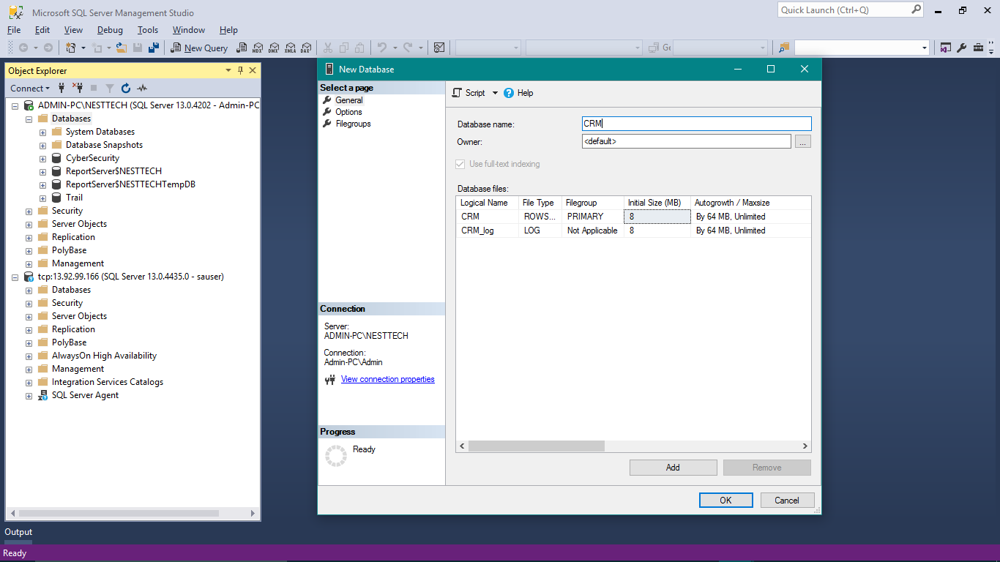 Microsoft SQL Server Management Studio
Quick Launch (Ctrl+Q)
File Edit View Debug Tools Window Help
New Query MDX DMX XMLA DAX
Object Explorer
Connect
ADMIN-PC\NESTTECH (SQL Server 13.0.4202 - Admin-PC
Databases
System Databases
Database Snapshots
CyberSecurity
ReportServer$NESTTECH
ReportServer$NESTTECHTempDB
Trail
Security
Server Objects
Replication
PolyBase
Management
tcp:13.92.99.166 (SQL Server 13.0.4435.0 - sauser)
Databases
Security
Server Objects
Replication
PolyBase
AlwaysOn High Availability
Management
Integration Services Catalogs
SQL Server Agent
New Database
Select a page
General
Options
Filegroups
Connection
Server:
ADMIN-PC\NESTTECH
Connection:
Admin-PC\Admin
View connection properties
Progress
Ready
Script Help
Database name: CRM
Owner: <default> ...
Use full-text indexing
Database files:
Logical Name File Type Filegroup Initial Size (MB) Autogrowth / Maxsize
CRM ROWS... PRIMARY 8 By 64 MB, Unlimited
CRM_log LOG Not Applicable 8 By 64 MB, Unlimited
Add Remove
OK Cancel
Output
Ready